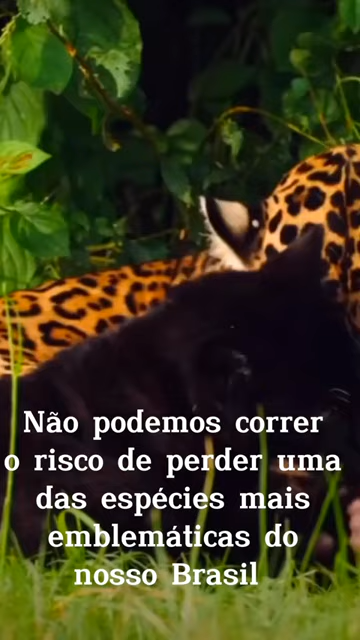 Não podemos correr
o risco de perder uma
das espécies mais
emblemáticas do
nosso Brasil